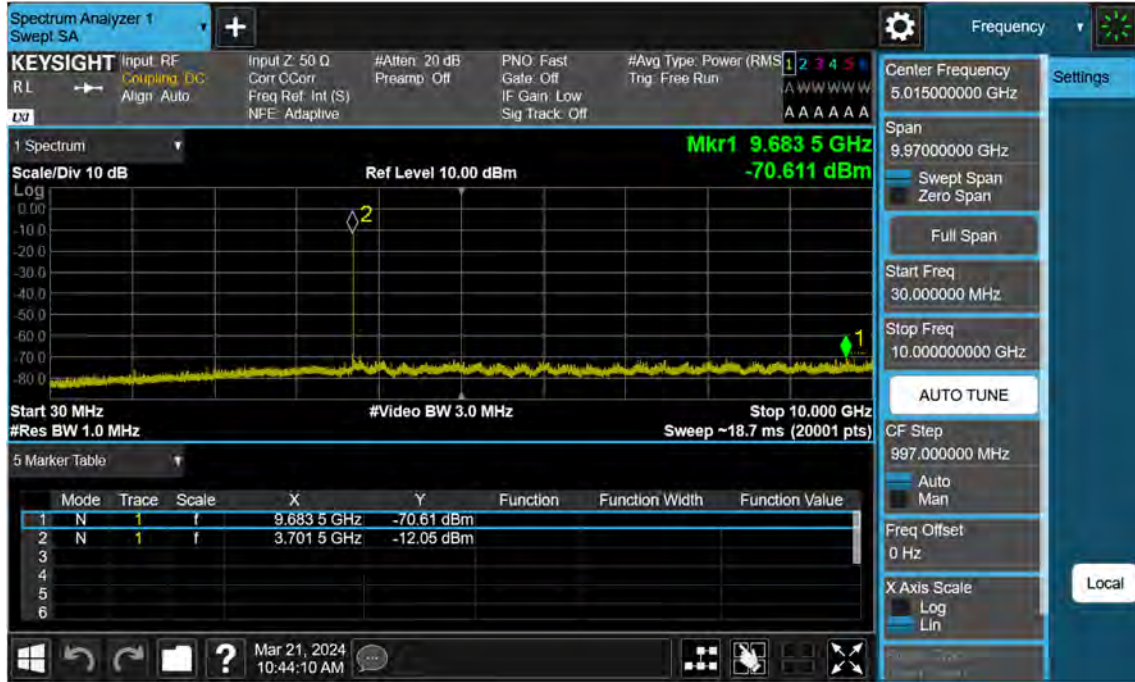 Spectrum Analyzer 1
Swept SA
Frequency
KEYSIGHT
RL
LXI
Input: RF
Coupling: DC
Align: Auto
Input Z: 50 Ω
Corr CCorr
Freq Ref: Int (S)
NFE: Adaptive
#Atten: 20 dB
Preamp: Off
PNO: Fast
Gate: Off
IF Gain: Low
Sig Track: Off
#Avg Type: Power (RMS
Trig: Free Run
1 2 3 4 5 6
A W W W W W
A A A A A A
Center Frequency
5.015000000 GHz
Settings
1 Spectrum
Scale/Div 10 dB
Ref Level 10.00 dBm
Mkr1 9.683 5 GHz
-70.611 dBm
Span
9.97000000 GHz
Swept Span
Zero Span
Full Span
Log
0.00
-10.0
-20.0
-30.0
-40.0
-50.0
-60.0
-70.0
-80.0
2
1
Start Freq
30.000000 MHz
Stop Freq
10.000000000 GHz
AUTO TUNE
Start 30 MHz
#Video BW 3.0 MHz
Stop 10.000 GHz
#Res BW 1.0 MHz
Sweep ~18.7 ms (20001 pts)
CF Step
997.000000 MHz
Auto
Man
5 Marker Table
Mode Trace Scale X Y Function Function Width Function Value
1 N 1 f 9.683 5 GHz -70.61 dBm
2 N 1 f 3.701 5 GHz -12.05 dBm
3
4
5
6
Freq Offset
0 Hz
X Axis Scale
Log
Lin
Local
?
Mar 21, 2024
10:44:10 AM